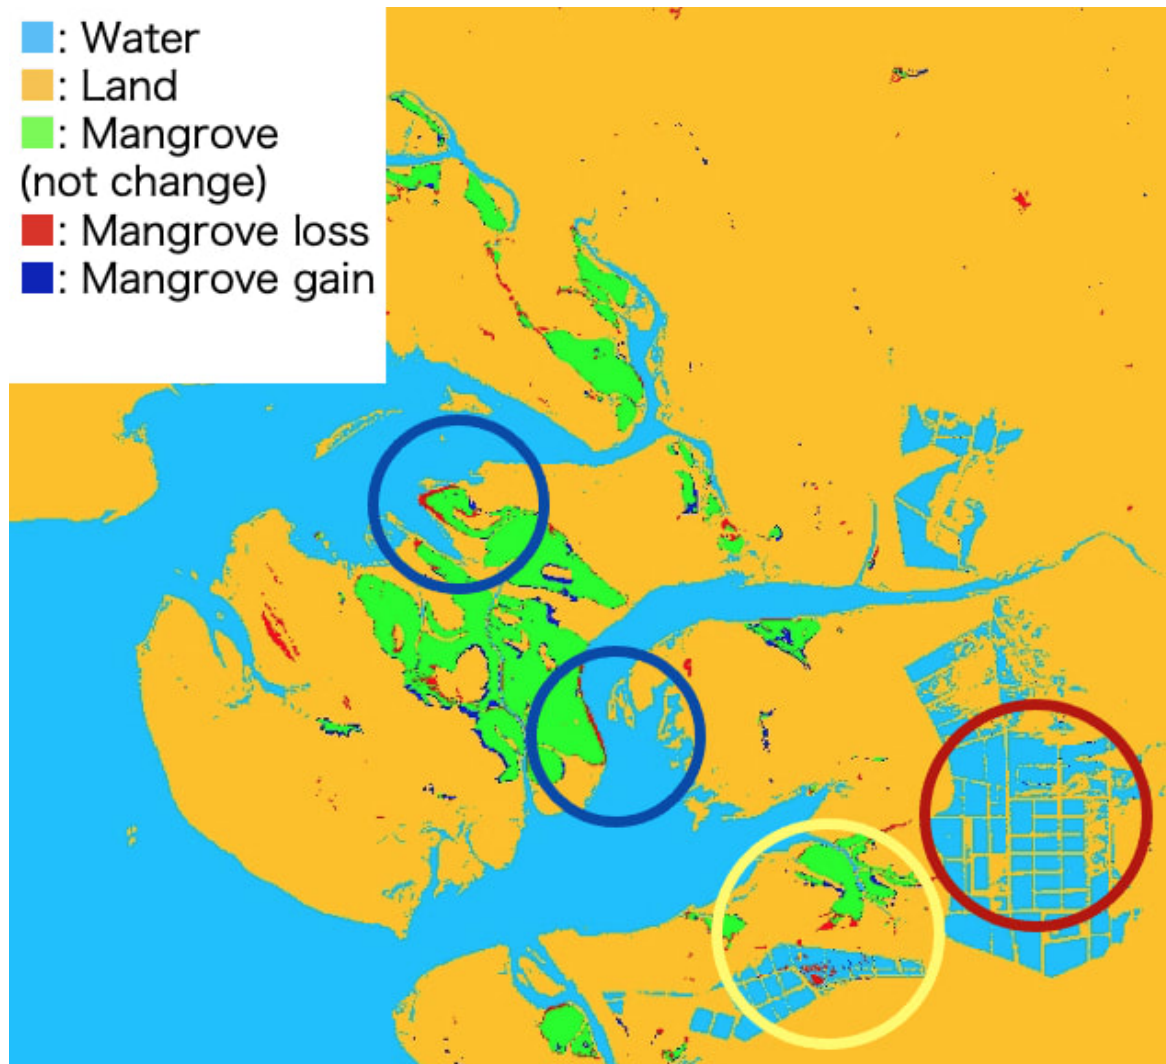 : Water
: Land
: Mangrove
(not change)
: Mangrove loss
: Mangrove gain